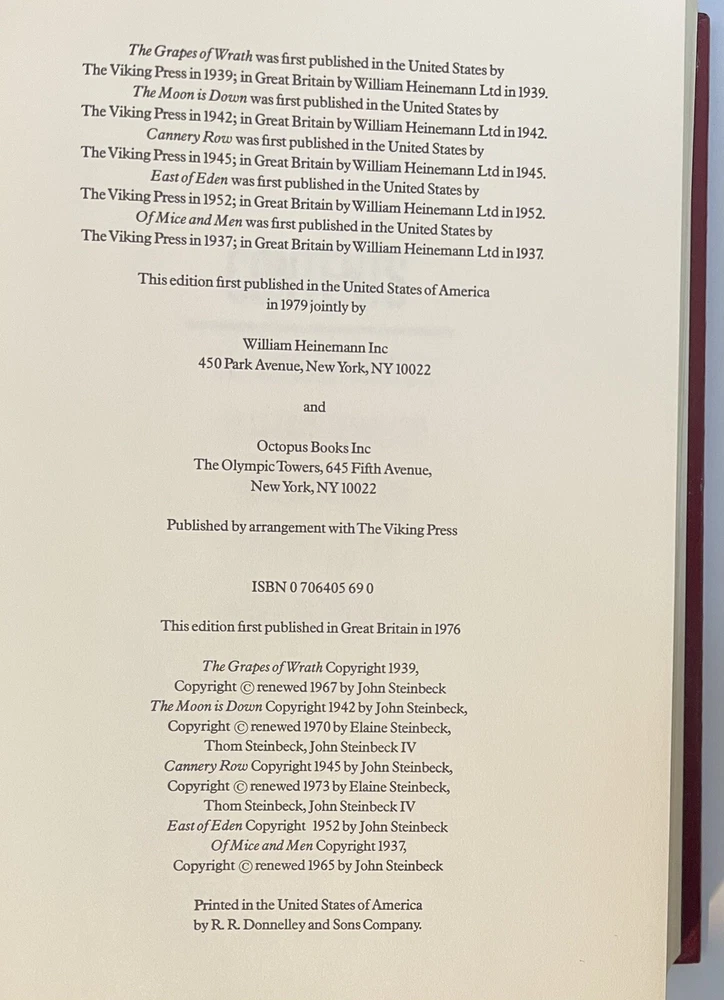 The Grapes of Wrath was first published in the United States by
The Viking Press in 1939; in Great Britain by William Heinemann Ltd in 1939.
The Moon is Down was first published in the United States by
The Viking Press in 1942; in Great Britain by William Heinemann Ltd in 1942.
Cannery Row was first published in the United States by
The Viking Press in 1945; in Great Britain by William Heinemann Ltd in 1945.
East of Eden was first published in the United States by
The Viking Press in 1952; in Great Britain by William Heinemann Ltd in 1952.
Of Mice and Men was first published in the United States by
The Viking Press in 1937; in Great Britain by William Heinemann Ltd in 1937.
This edition first published in the United States of America
in 1979 jointly by
William Heinemann Inc
450 Park Avenue, New York, NY 10022
and
Octopus Books Inc
The Olympic Towers, 645 Fifth Avenue,
New York, NY 10022
Published by arrangement with The Viking Press
ISBN 0 706405 69 0
This edition first published in Great Britain in 1976
The Grapes of Wrath Copyright 1939,
Copyright © renewed 1967 by John Steinbeck
The Moon is Down Copyright 1942 by John Steinbeck,
Copyright © renewed 1970 by Elaine Steinbeck,
Thom Steinbeck, John Steinbeck IV
Cannery Row Copyright 1945 by John Steinbeck,
Copyright © renewed 1973 by Elaine Steinbeck,
Thom Steinbeck, John Steinbeck IV
East of Eden Copyright 1952 by John Steinbeck
Of Mice and Men Copyright 1937,
Copyright © renewed 1965 by John Steinbeck
Printed in the United States of America
by R. R. Donnelley and Sons Company.